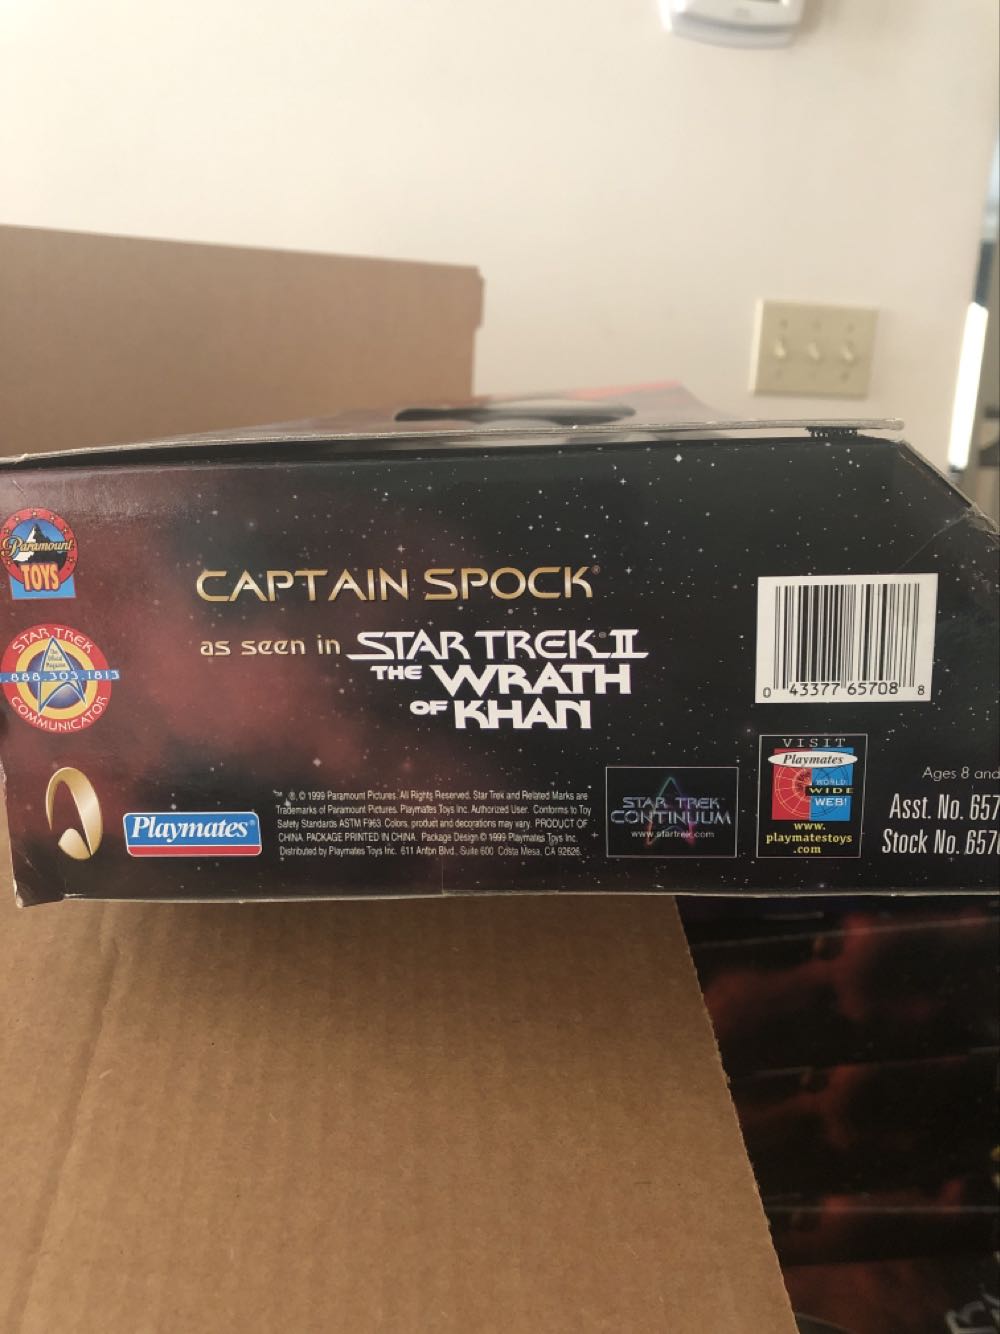 Paramount
TOYS
CAPTAIN SPOCK®
as seen in STAR TREK® II
THE WRATH
OF KHAN
STAR TREK
The
Official
.888.303.1813
COMMUNICATOR
0 43377 65708 8
VISIT
Playmates
WORLD
WIDE
WEB!
www.
playmatestoys
.com
Ages 8 and
Asst. No. 657
Stock No. 657
Playmates®
™, ®, © 1999 Paramount Pictures. All Rights Reserved. Star Trek and Related Marks are
Trademarks of Paramount Pictures. Playmates Toys Inc. Authorized User. Conforms to Toy
Safety Standards ASTM F963. Colors, product and decorations may vary. PRODUCT OF
CHINA. PACKAGE PRINTED IN CHINA. Package Design © 1999 Playmates Toys Inc.
Distributed by Playmates Toys Inc. 611 Anton Blvd., Suite 600 Costa Mesa, CA 92626.
STAR TREK
CONTINUUM
www.startrek.com